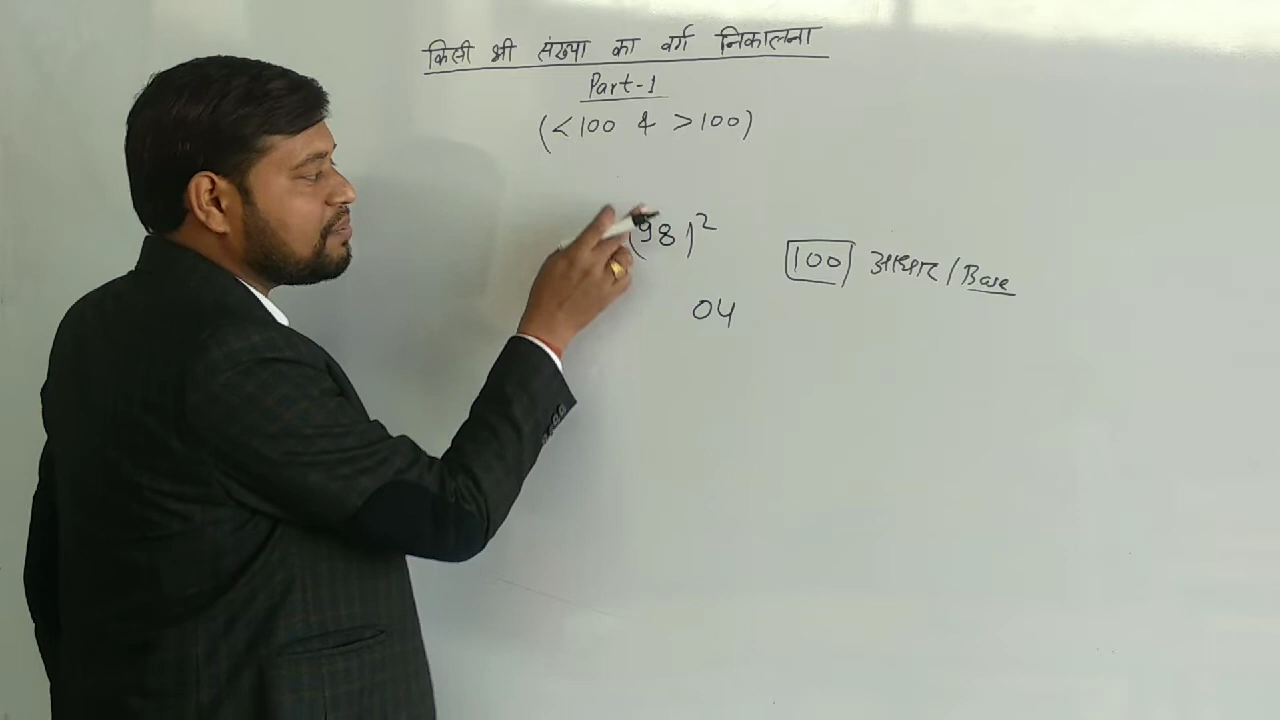 किसी भी संख्या का वर्ग निकालना
Part-1
(<100 & >100)
(98)²
100 आधार/Base
04